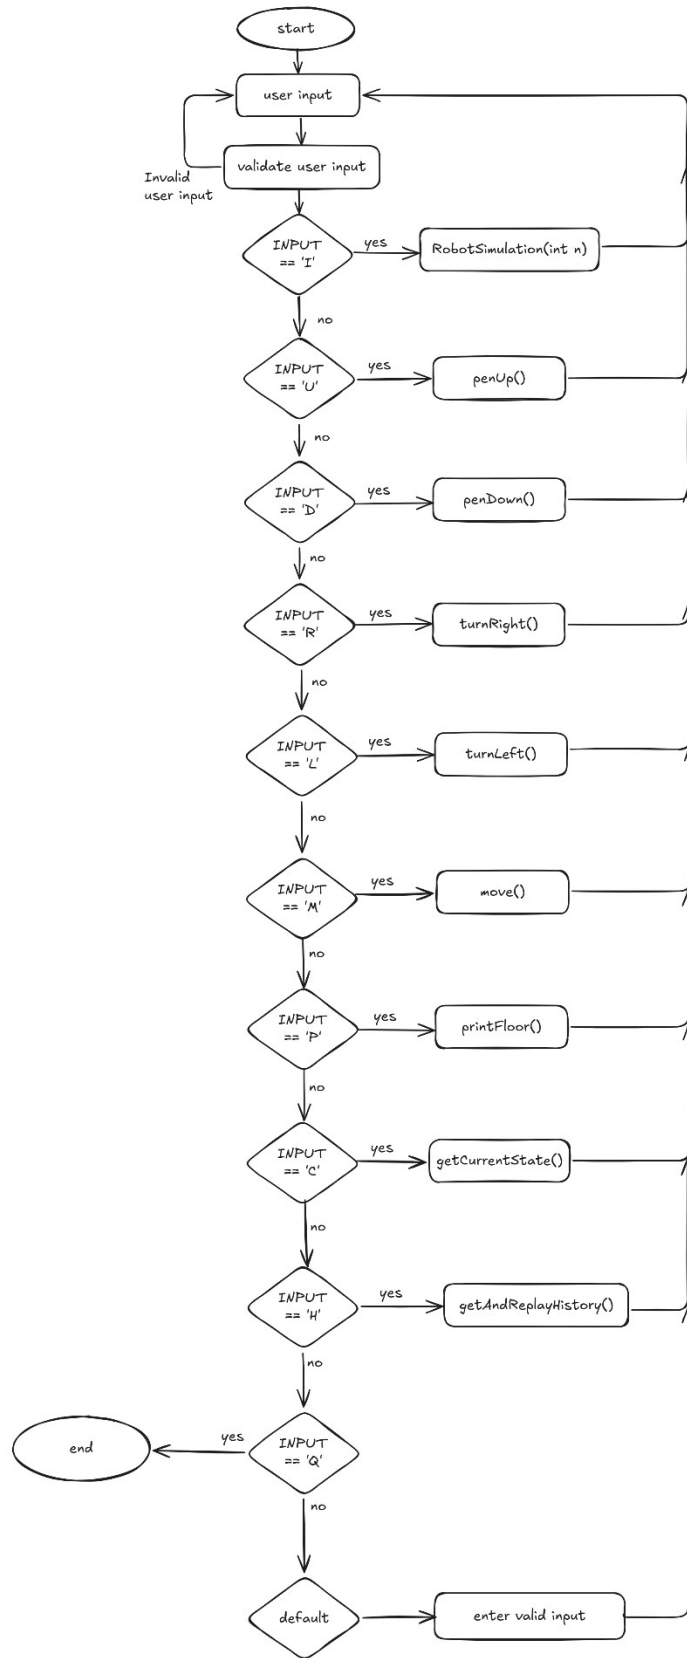 start
user input
validate user input
Invalid
user input
INPUT
== 'I'
yes
RobotSimulation(int n)
no
INPUT
== 'U'
yes
penUp()
no
INPUT
== 'D'
yes
penDown()
no
INPUT
== 'R'
yes
turnRight()
no
INPUT
== 'L'
yes
turnLeft()
no
INPUT
== 'M'
yes
move()
no
INPUT
== 'P'
yes
printFloor()
no
INPUT
== 'C'
yes
getCurrentState()
no
INPUT
== 'H'
yes
getAndReplayHistory()
no
INPUT
== 'Q'
yes
end
no
default
enter valid input